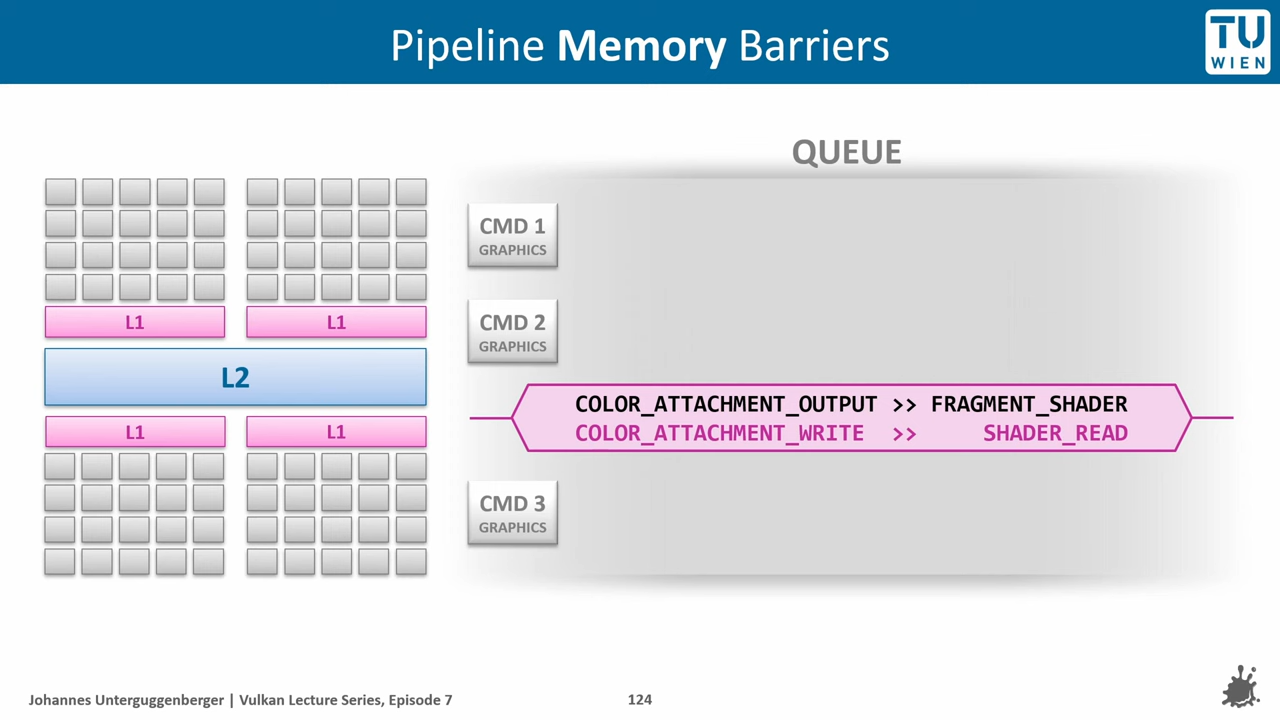 Pipeline Memory Barriers
TU
WIEN
QUEUE
L1
L1
L2
L1
L1
CMD 1
GRAPHICS
CMD 2
GRAPHICS
COLOR_ATTACHMENT_OUTPUT >> FRAGMENT_SHADER
COLOR_ATTACHMENT_WRITE >> SHADER_READ
CMD 3
GRAPHICS
Johannes Unterguggenberger | Vulkan Lecture Series, Episode 7
124